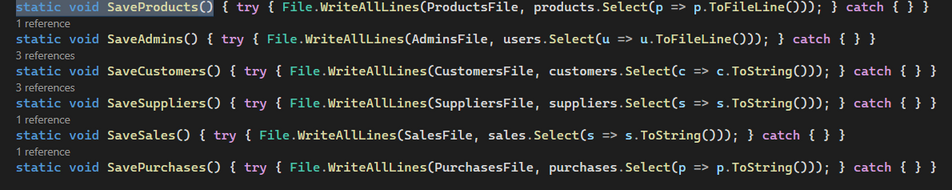 static void SaveProducts() { try { File.WriteAllLines(ProductsFile, products.Select(p => p.ToFileLine())); } catch { } }
1 reference
static void SaveAdmins() { try { File.WriteAllLines(AdminsFile, users.Select(u => u.ToFileLine())); } catch { } }
3 references
static void SaveCustomers() { try { File.WriteAllLines(CustomersFile, customers.Select(c => c.ToString())); } catch { } }
3 references
static void SaveSuppliers() { try { File.WriteAllLines(SuppliersFile, suppliers.Select(s => s.ToString())); } catch { } }
1 reference
static void SaveSales() { try { File.WriteAllLines(SalesFile, sales.Select(s => s.ToString())); } catch { } }
1 reference
static void SavePurchases() { try { File.WriteAllLines(PurchasesFile, purchases.Select(p => p.ToString())); } catch { } }